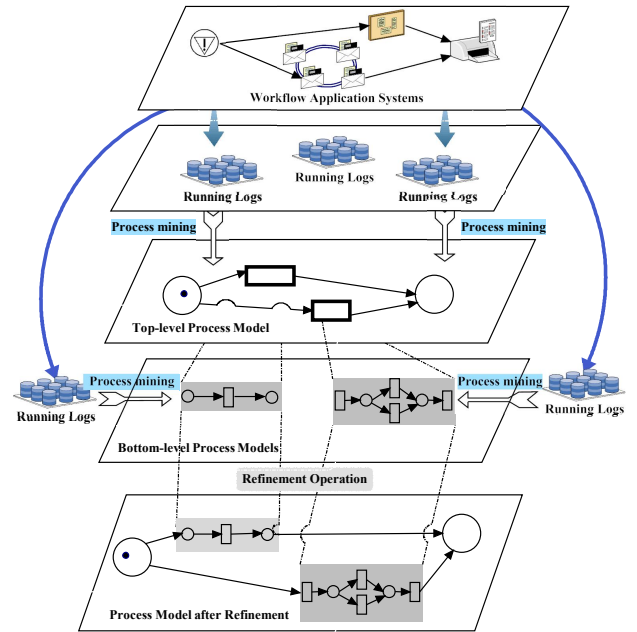 Workflow Application Systems
Running Logs
Running Logs
Running Logs
Process mining
Process mining
Top-level Process Model
Process mining
Process mining
Running Logs
Running Logs
Bottom-level Process Models
Refinement Operation
Process Model after Refinement